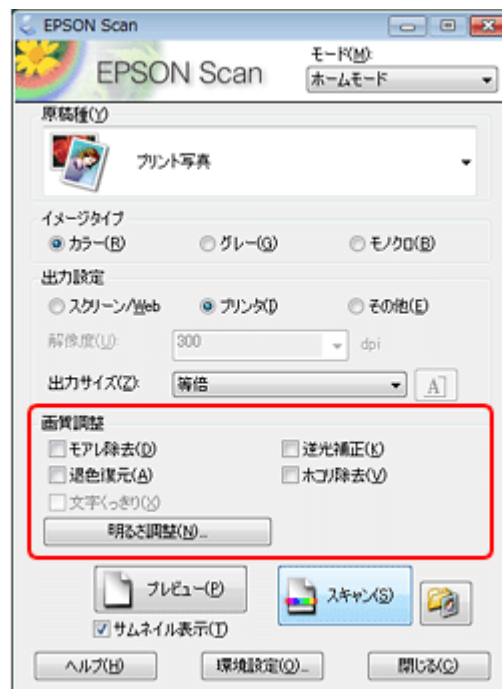 EPSON Scan
EPSON Scan
モード(M):
ホームモード
原稿種(Y)
プリント写真
イメージタイプ
カラー(R) グレー(G) モノクロ(B)
出力設定
スクリーン/Web プリンタ(I) その他(E)
解像度(U): 300 dpi
出力サイズ(Z): 等倍 A
画質調整
モアレ除去(D) 逆光補正(K)
退色復元(A) ホコリ除去(V)
文字くっきり(X)
明るさ調整(N)...
プレビュー(P) スキャン(S)
サムネイル表示(T)
ヘルプ(H) 環境設定(O)... 閉じる(C)